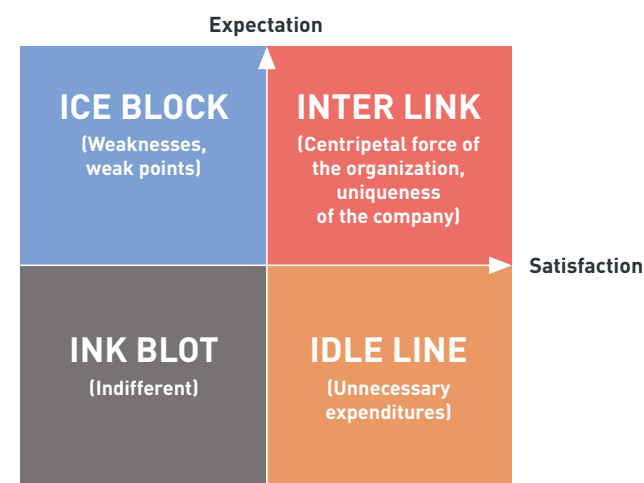 Expectation
ICE BLOCK
(Weaknesses,
weak points)
INTER LINK
(Centripetal force of
the organization,
uniqueness
of the company)
Satisfaction
INK BLOT
(Indifferent)
IDLE LINE
(Unnecessary
expenditures)